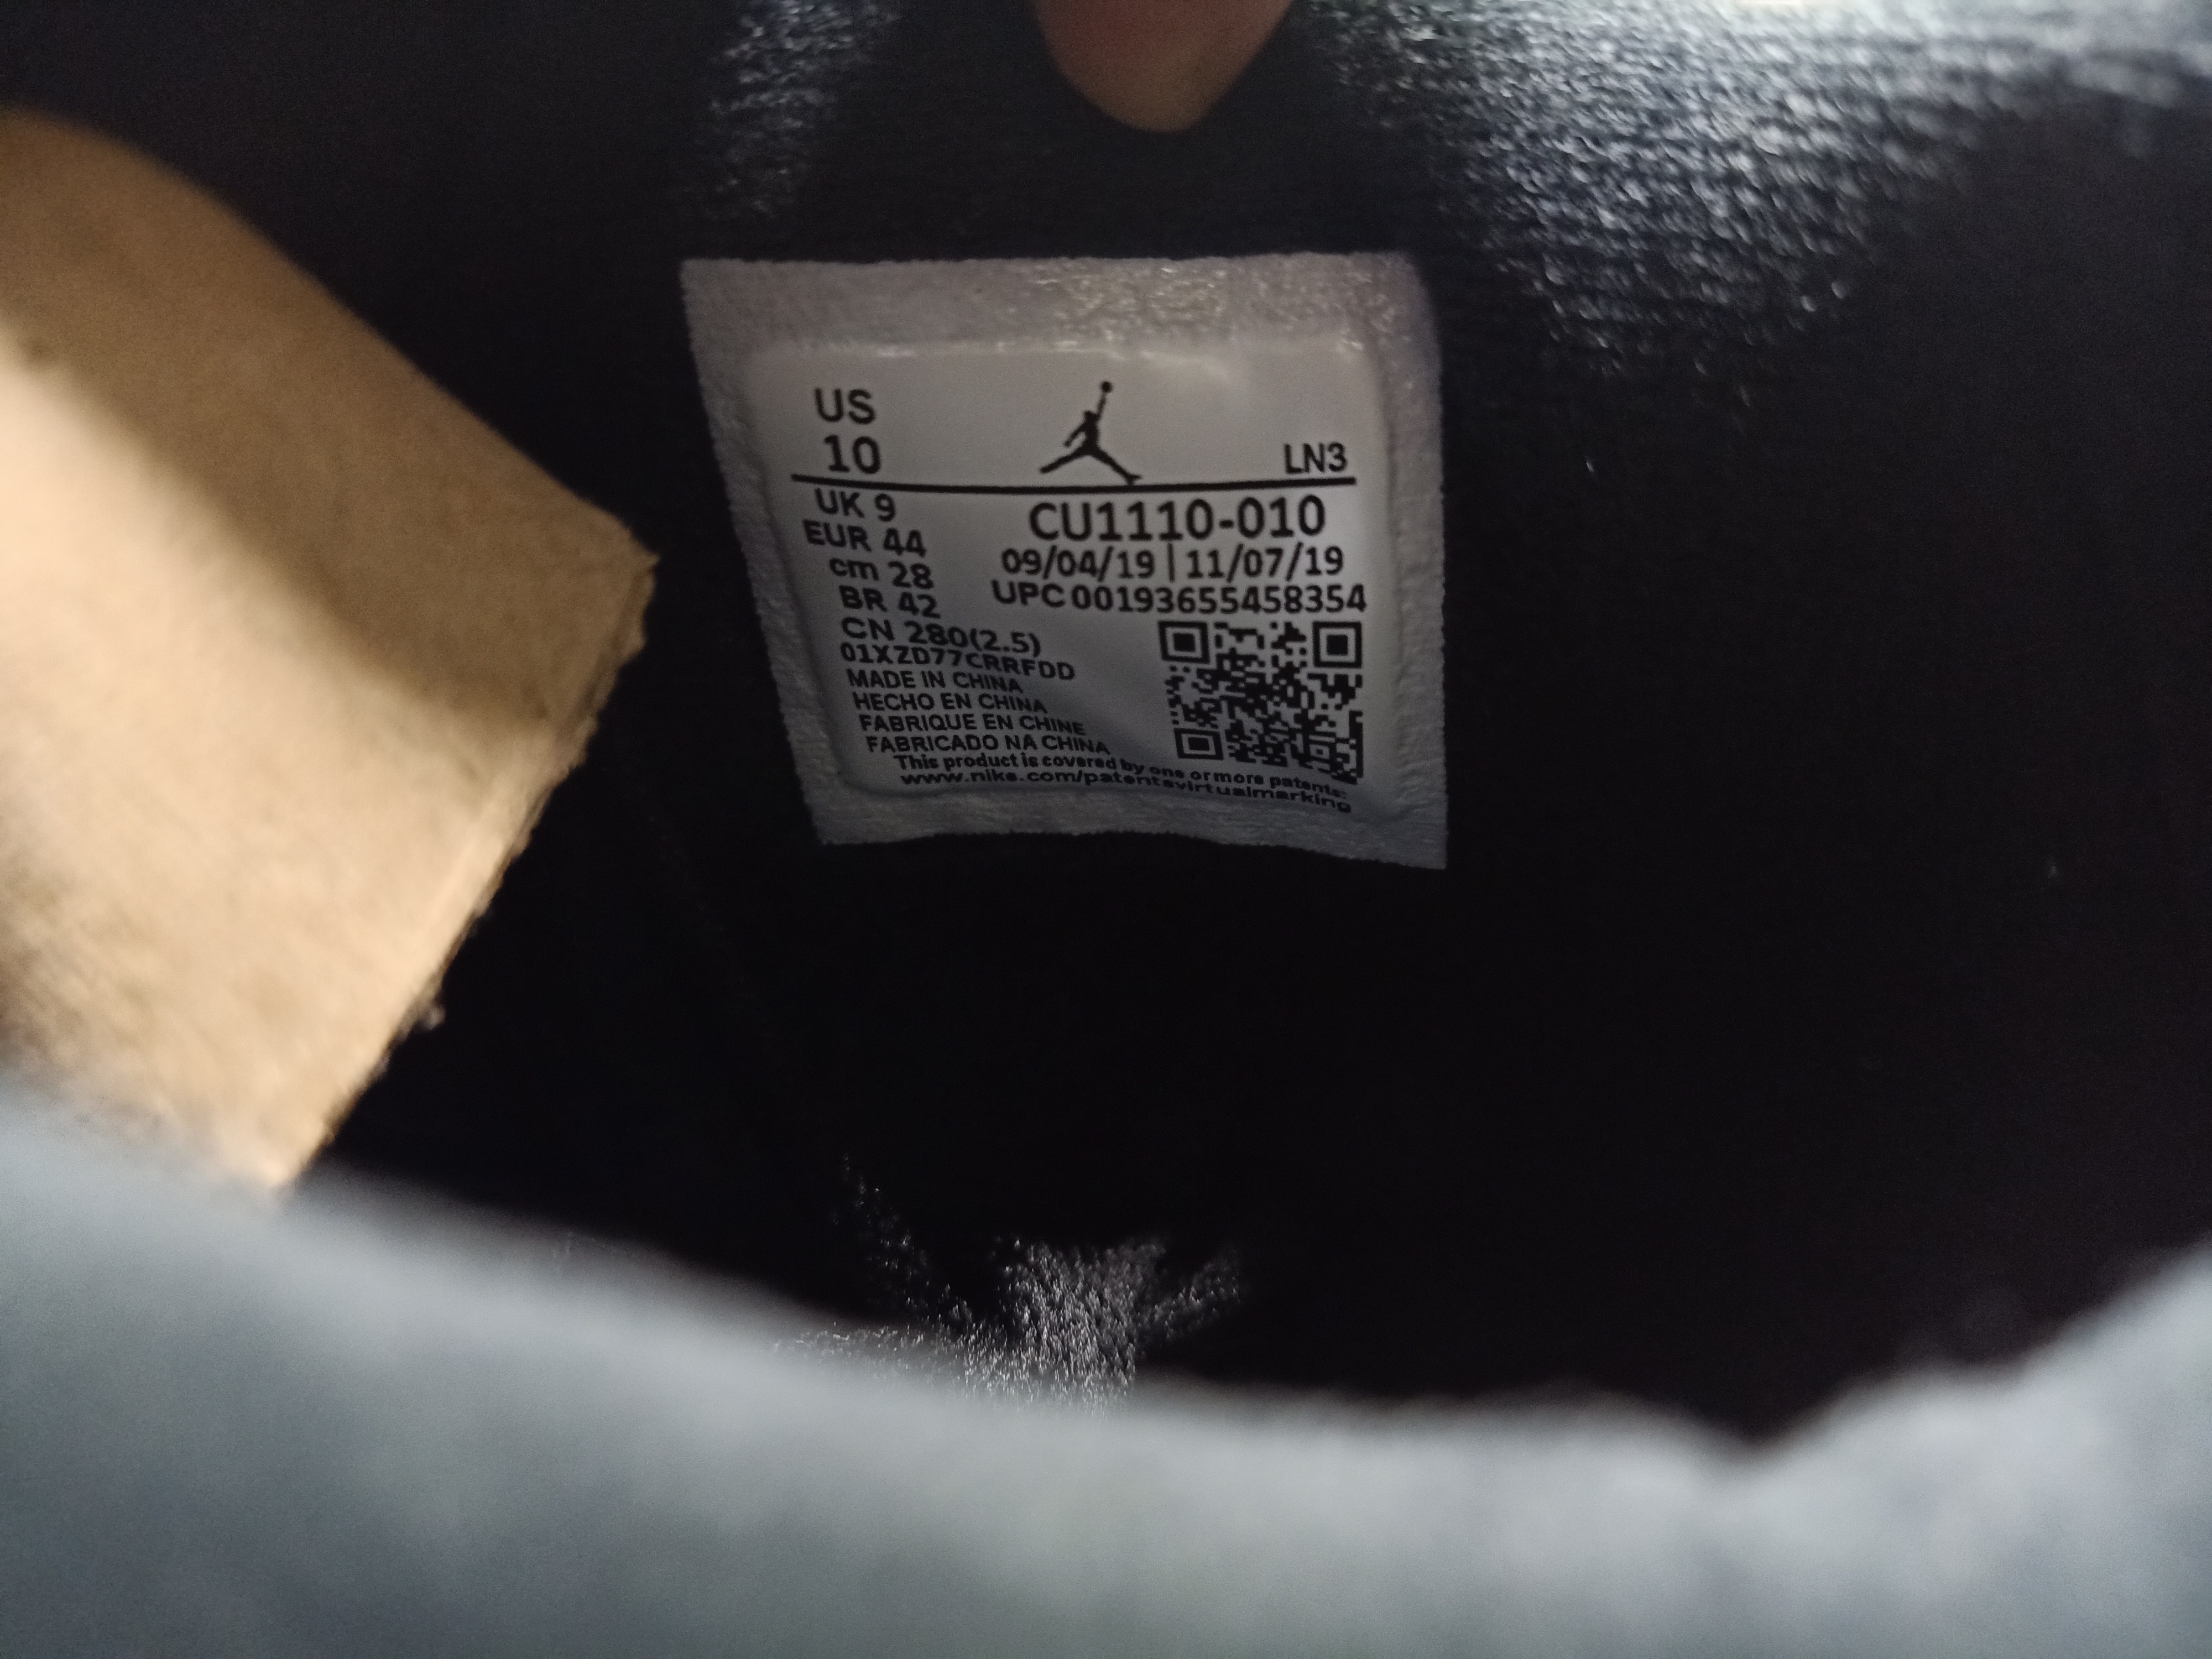 US
10
LN3
UK 9
CU1110-010
EUR 44
09/04/19 | 11/07/19
cm 28
UPC 00193655458354
BR 42
CN 280(2.5)
01XZD77CRRFDD
MADE IN CHINA
HECHO EN CHINA
FABRIQUE EN CHINE
FABRICADO NA CHINA
This product is covered by one or more patents:
www.nike.com/patentsvirtualmarking